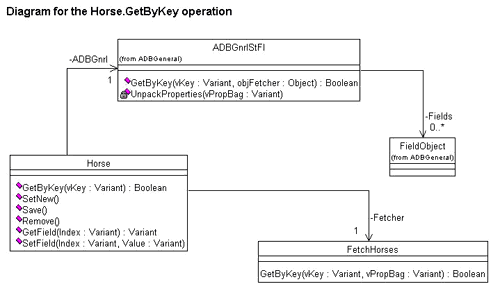 Diagram for the Horse.GetByKey operation
ADBGnrlStFl
(from ADBGeneral)
GetByKey(vKey : Variant, objFetcher : Object) : Boolean
UnpackProperties(vPropBag : Variant)
-ADBGnrl
1
-Fields
0..*
FieldObject
(from ADBGeneral)
Horse
GetByKey(vKey : Variant) : Boolean
SetNew()
Save()
Remove()
GetField(Index : Variant) : Variant
SetField(Index : Variant, Value : Variant)
-Fetcher
1
FetchHorses
GetByKey(vKey : Variant, vPropBag : Variant) : Boolean